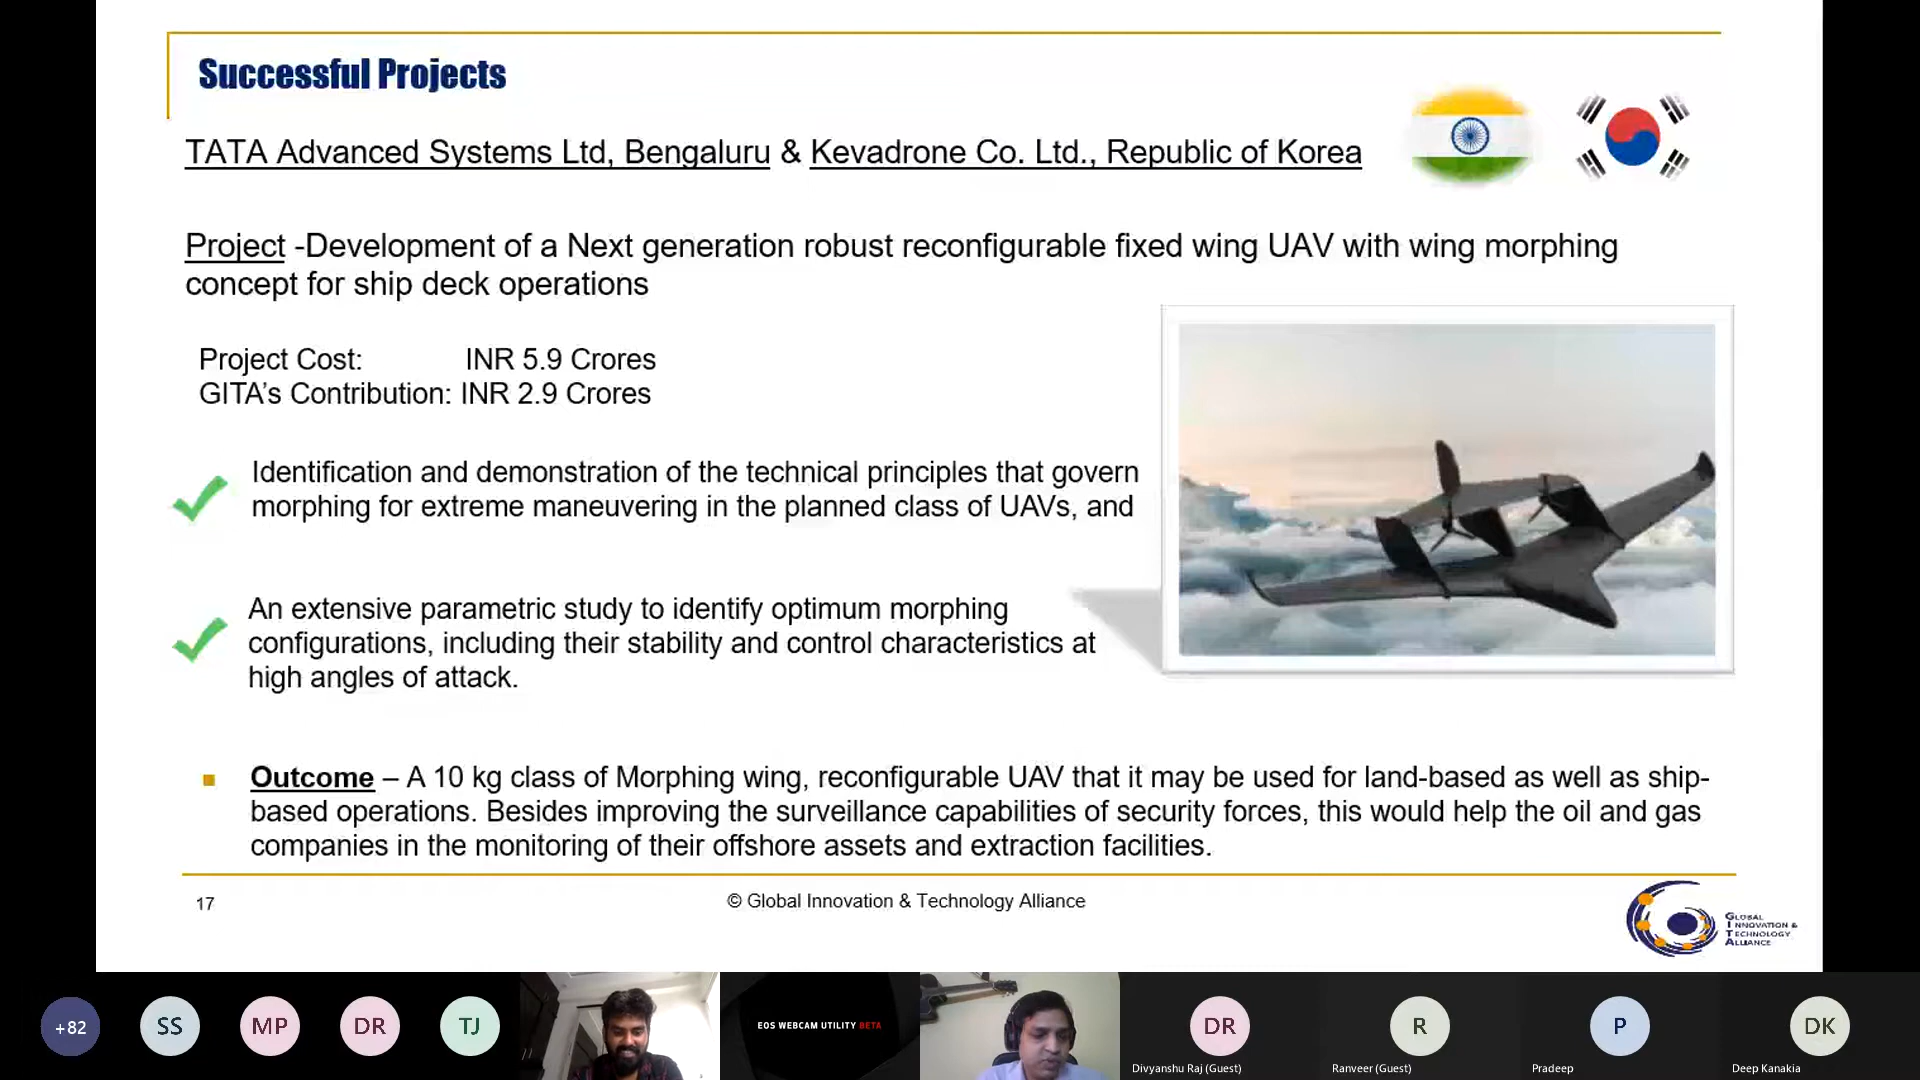 Successful Projects
TATA Advanced Systems Ltd, Bengaluru & Kevadrone Co. Ltd., Republic of Korea
Project -Development of a Next generation robust reconfigurable fixed wing UAV with wing morphing
concept for ship deck operations
Project Cost: INR 5.9 Crores
GITA's Contribution: INR 2.9 Crores
Identification and demonstration of the technical principles that govern
morphing for extreme maneuvering in the planned class of UAVs, and
An extensive parametric study to identify optimum morphing
configurations, including their stability and control characteristics at
high angles of attack.
Outcome – A 10 kg class of Morphing wing, reconfigurable UAV that it may be used for land-based as well as ship-
based operations. Besides improving the surveillance capabilities of security forces, this would help the oil and gas
companies in the monitoring of their offshore assets and extraction facilities.
17
© Global Innovation & Technology Alliance
GLOBAL
INNOVATION &
TECHNOLOGY
ALLIANCE
+82
SS
MP
DR
TJ
EOS WEBCAM UTILITY BETA
DR
R
P
DK
Divyanshu Raj (Guest)
Ranveer (Guest)
Pradeep
Deep Kanakia